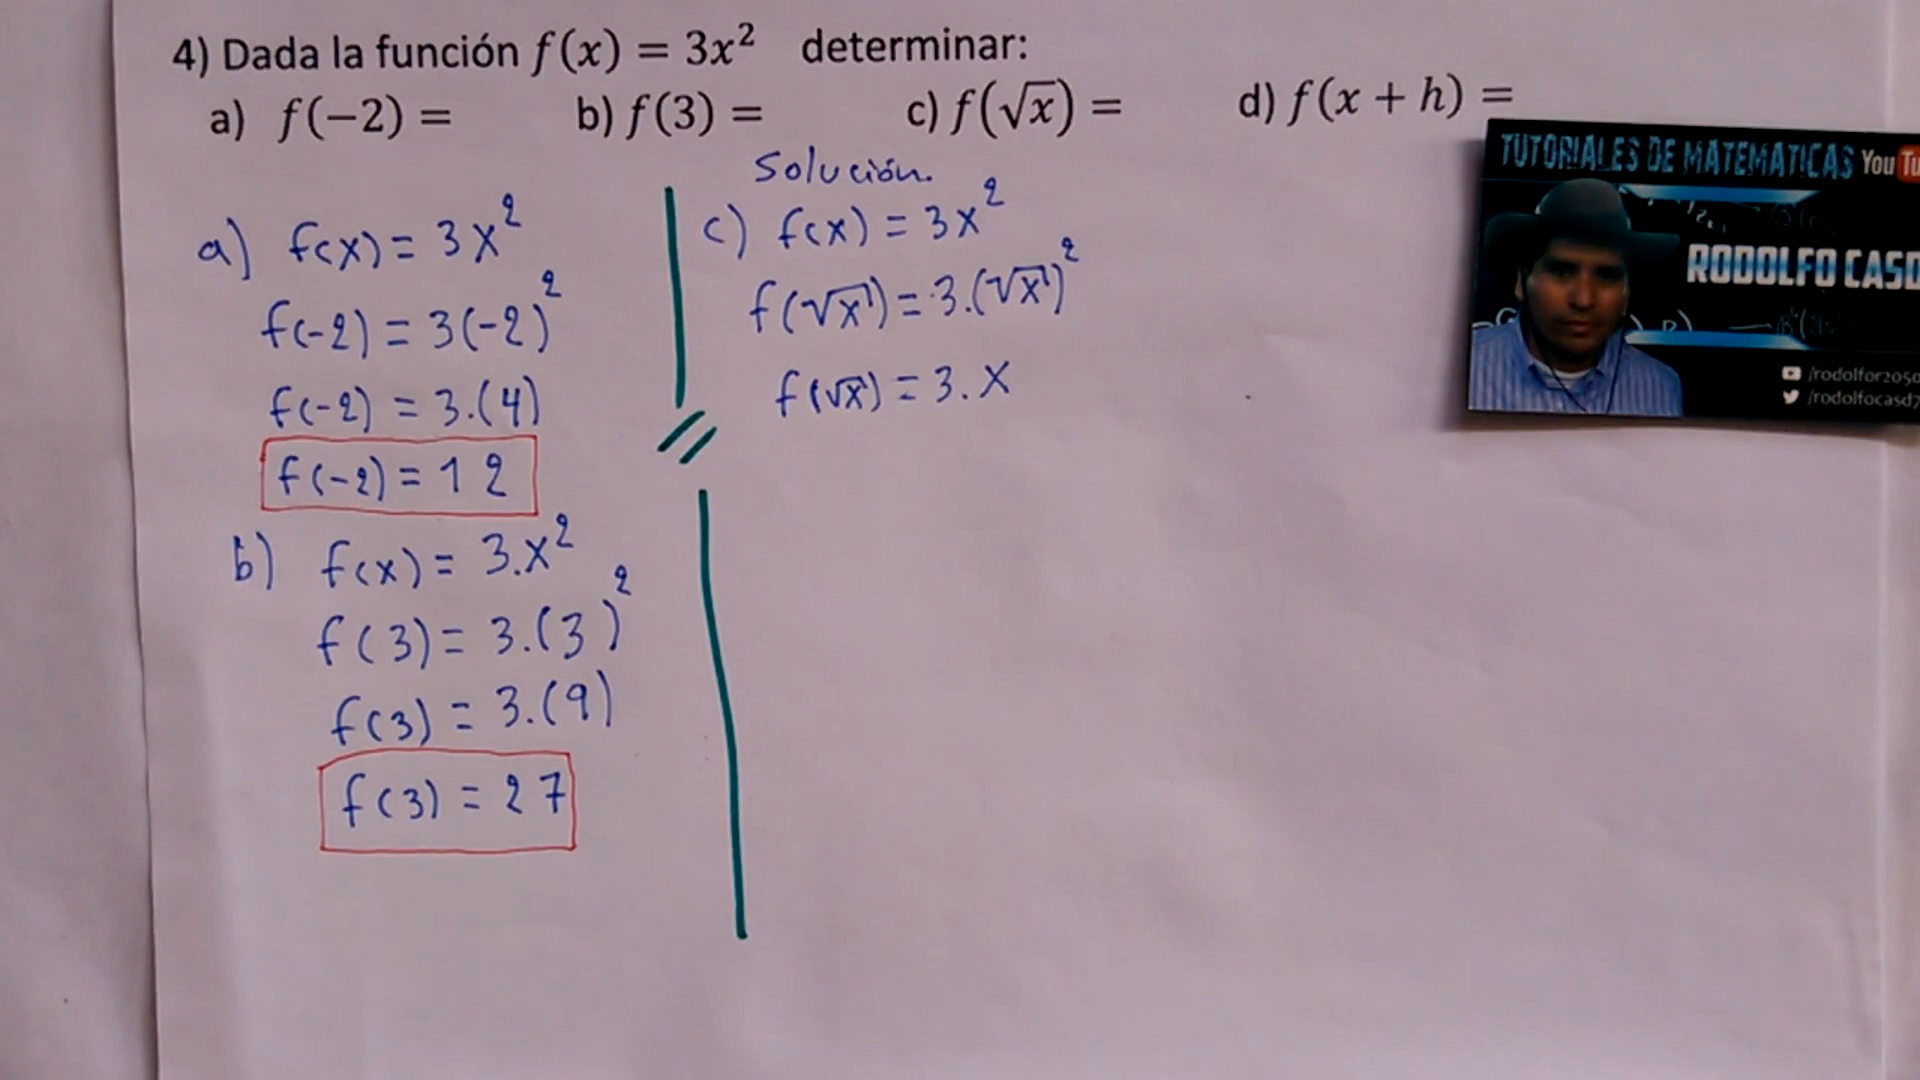 4) Dada la función f(x) = 3x² determinar:
a) f(−2) = b) f(3) = c) f(√x) = d) f(x + h) =
Solución.
a) f(x) = 3x²
f(-2) = 3(-2)²
f(-2) = 3.(4)
f(-2) = 12
b) f(x) = 3.x²
f(3) = 3.(3)²
f(3) = 3.(9)
f(3) = 27
c) f(x) = 3x²
f(√x) = 3.(√x)²
f(√x) = 3.x
TUTORIALES DE MATEMATICAS You Tu
RODOLFO CASD
/rodolfor2050
/rodolfocasd7